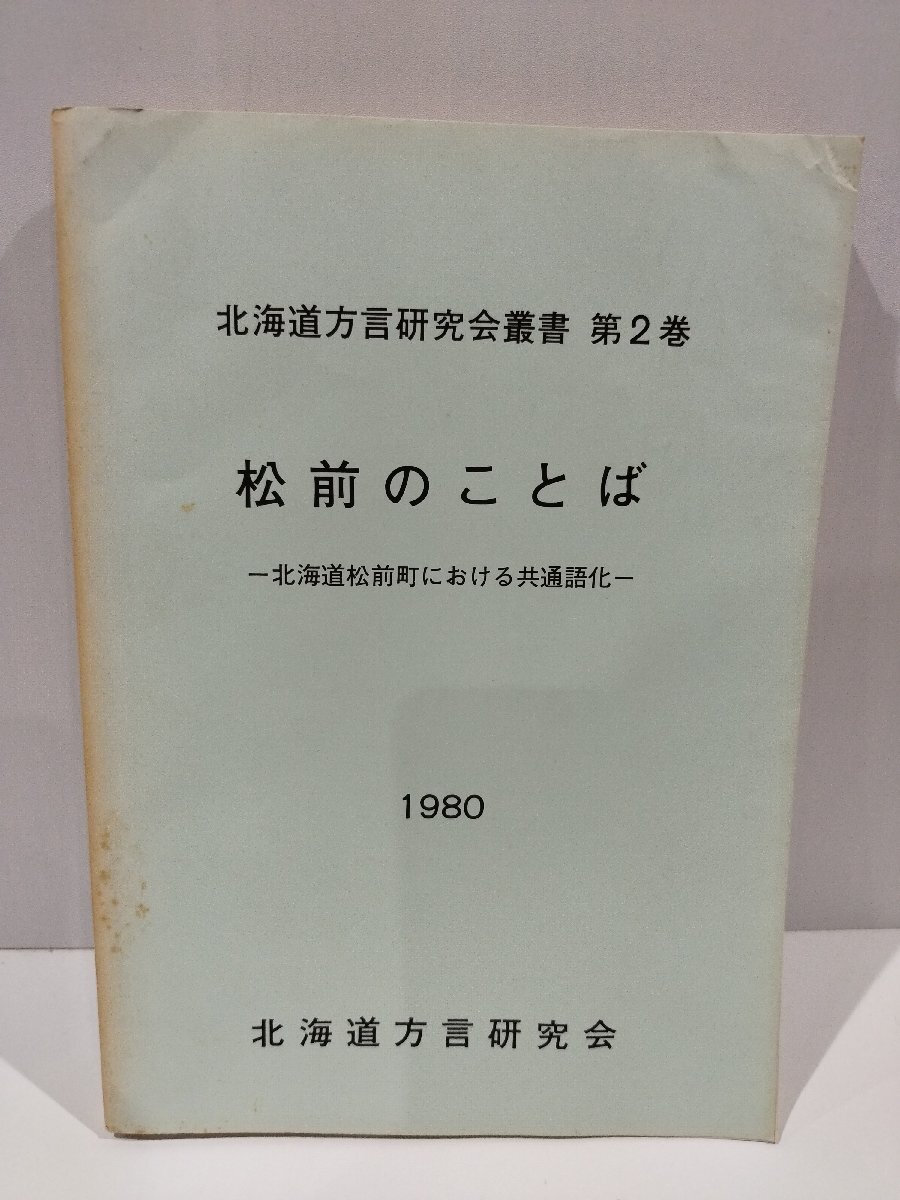 北海道方言研究会叢書 第2巻
松前のことば
―北海道松前町における共通語化―
1980
北海道方言研究会